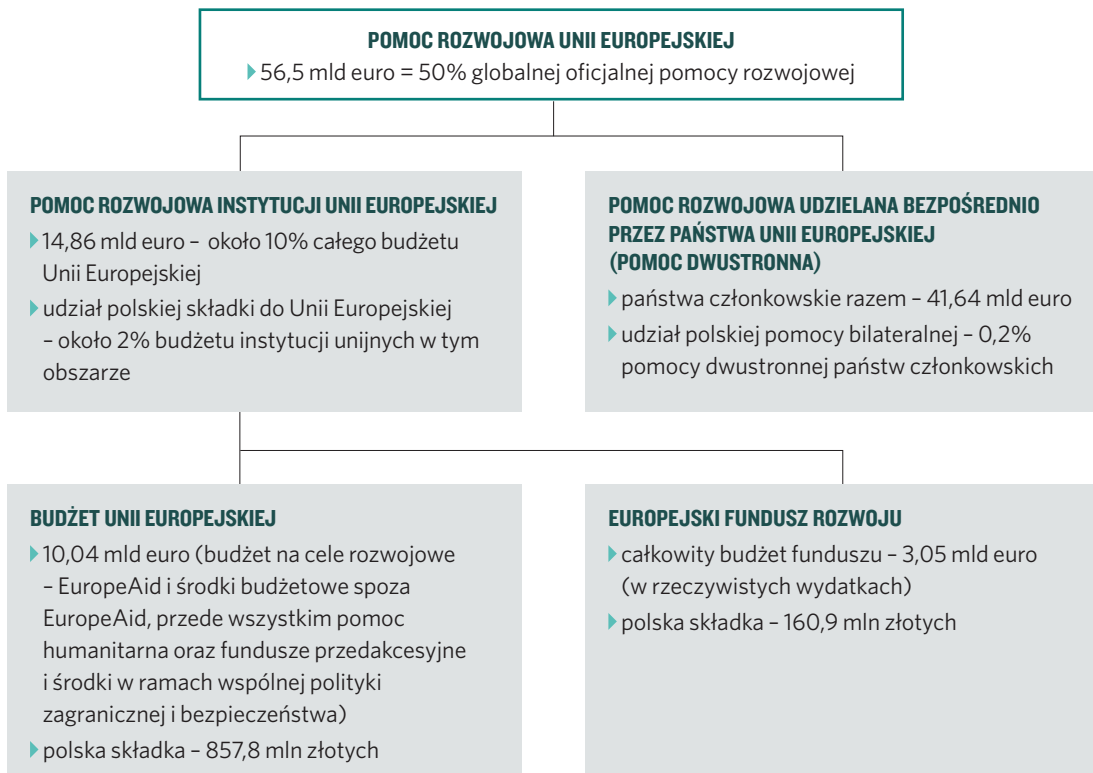 POMOC ROZWOJOWA UNII EUROPEJSKIEJ
56,5 mld euro = 50% globalnej oficjalnej pomocy rozwojowej
POMOC ROZWOJOWA INSTYTUCJI UNII EUROPEJSKIEJ
14,86 mld euro – około 10% całego budżetu
Unii Europejskiej
udział polskiej składki do Unii Europejskiej
– około 2% budżetu instytucji unijnych w tym
obszarze
POMOC ROZWOJOWA UDZIELANA BEZPOŚREDNIO
PRZEZ PAŃSTWA UNII EUROPEJSKIEJ
(POMOC DWUSTRONNA)
państwa członkowskie razem – 41,64 mld euro
udział polskiej pomocy bilateralnej – 0,2%
pomocy dwustronnej państw członkowskich
BUDŻET UNII EUROPEJSKIEJ
10,04 mld euro (budżet na cele rozwojowe
– EuropeAid i środki budżetowe spoza
EuropeAid, przede wszystkim pomoc
humanitarna oraz fundusze przedakcesyjne
i środki w ramach wspólnej polityki
zagranicznej i bezpieczeństwa)
polska składka – 857,8 mln złotych
EUROPEJSKI FUNDUSZ ROZWOJU
całkowity budżet funduszu – 3,05 mld euro
(w rzeczywistych wydatkach)
polska składka – 160,9 mln złotych